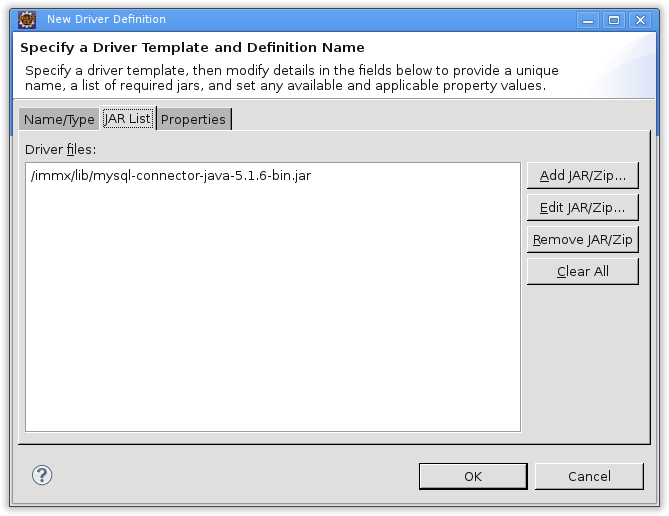 New Driver Definition
Specify a Driver Template and Definition Name
Specify a driver template, then modify details in the fields below to provide a unique
name, a list of required jars, and set any available and applicable property values.
Name/Type JAR List Properties
Driver files:
/immx/lib/mysql-connector-java-5.1.6-bin.jar
Add JAR/Zip...
Edit JAR/Zip...
Remove JAR/Zip
Clear All
?
OK Cancel